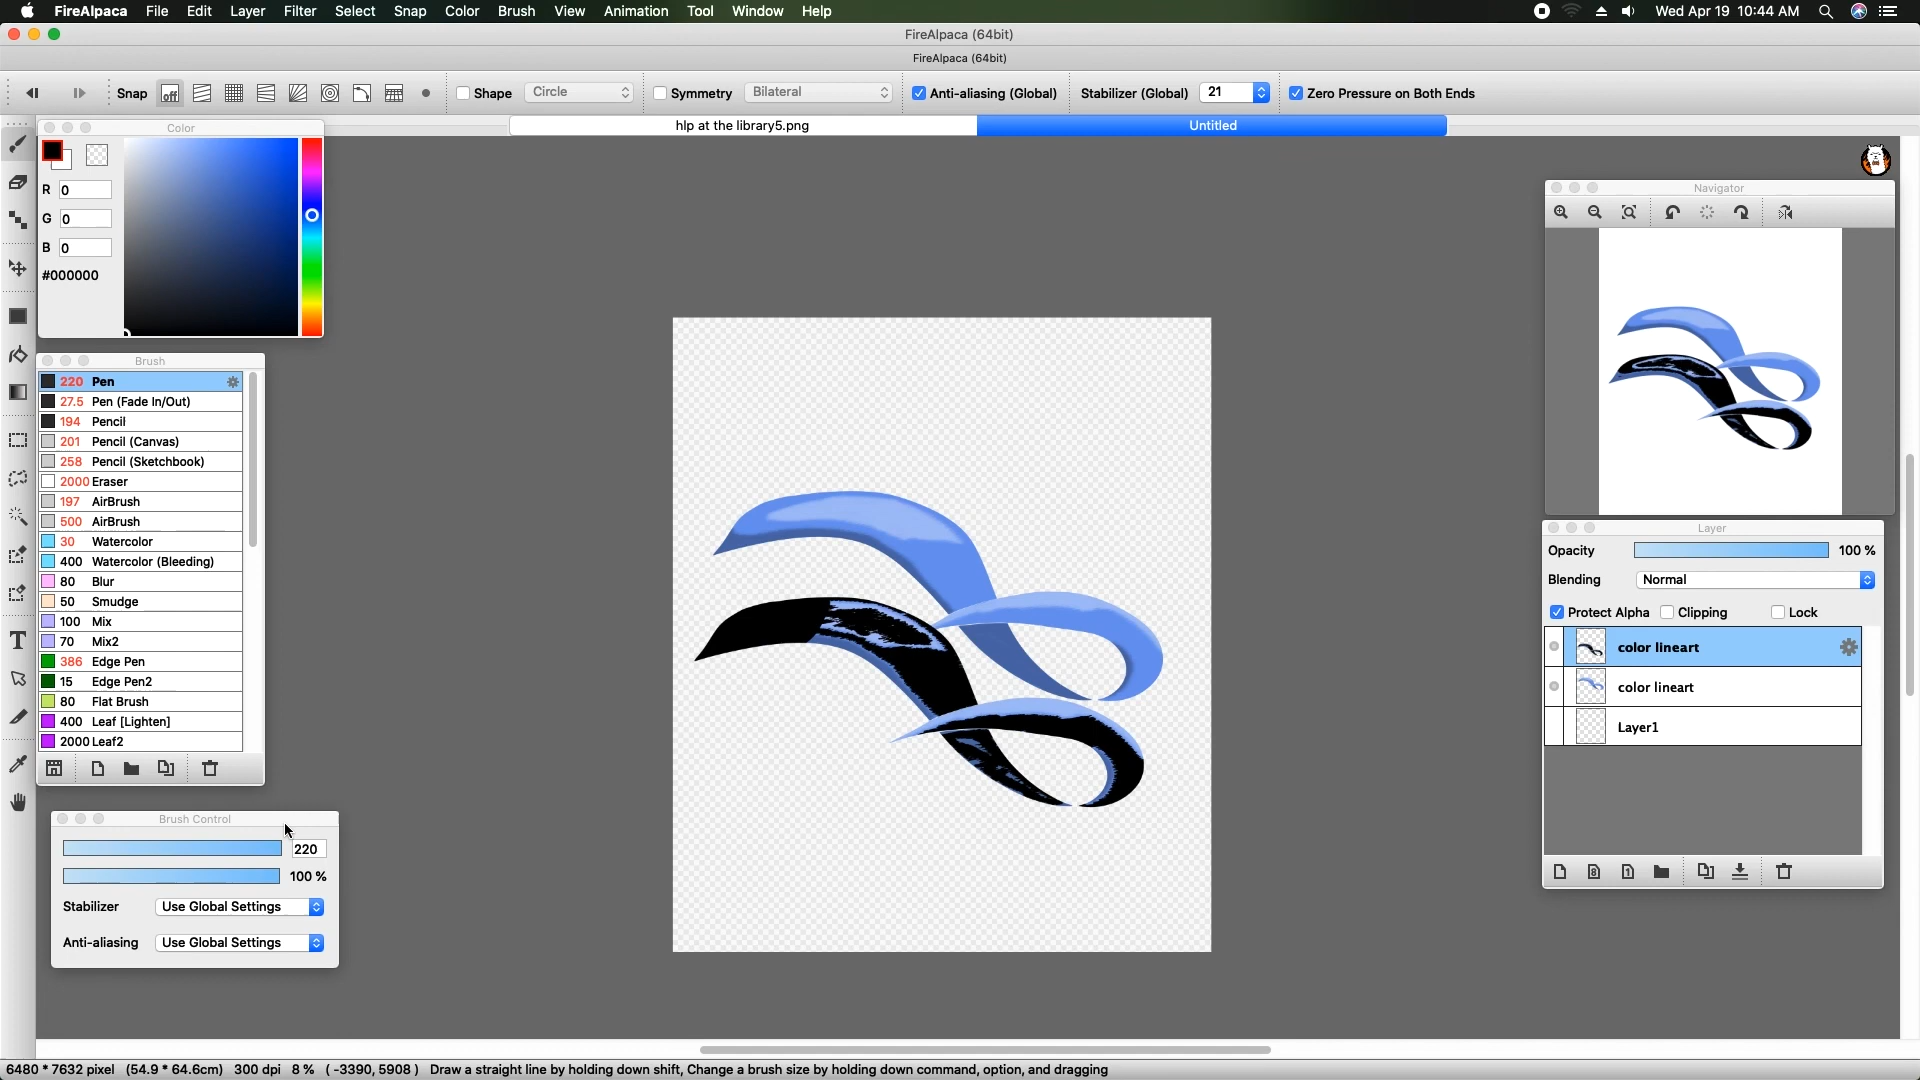 FireAlpaca File Edit Layer Filter Select Snap Color Brush View Animation Tool Window Help Wed Apr 19 10:44 AM
FireAlpaca (64bit)
FireAlpaca (64bit)
Snap off Shape Circle Symmetry Bilateral Anti-aliasing (Global) Stabilizer (Global) 21 Zero Pressure on Both Ends
hlp at the library5.png Untitled
Color
R 0
G 0
B 0
#000000
Brush
220 Pen
27.5 Pen (Fade In/Out)
194 Pencil
201 Pencil (Canvas)
258 Pencil (Sketchbook)
2000 Eraser
197 AirBrush
500 AirBrush
30 Watercolor
400 Watercolor (Bleeding)
80 Blur
50 Smudge
100 Mix
70 Mix2
386 Edge Pen
15 Edge Pen2
80 Flat Brush
400 Leaf [Lighten]
2000 Leaf2
Brush Control
220
100 %
Stabilizer Use Global Settings
Anti-aliasing Use Global Settings
Navigator
Layer
Opacity 100 %
Blending Normal
Protect Alpha Clipping Lock
color lineart
color lineart
Layer1
8 1
T
6480 * 7632 pixel (54.9 * 64.6cm) 300 dpi 8 % ( -3390, 5908 ) Draw a straight line by holding down shift, Change a brush size by holding down command, option, and dragging